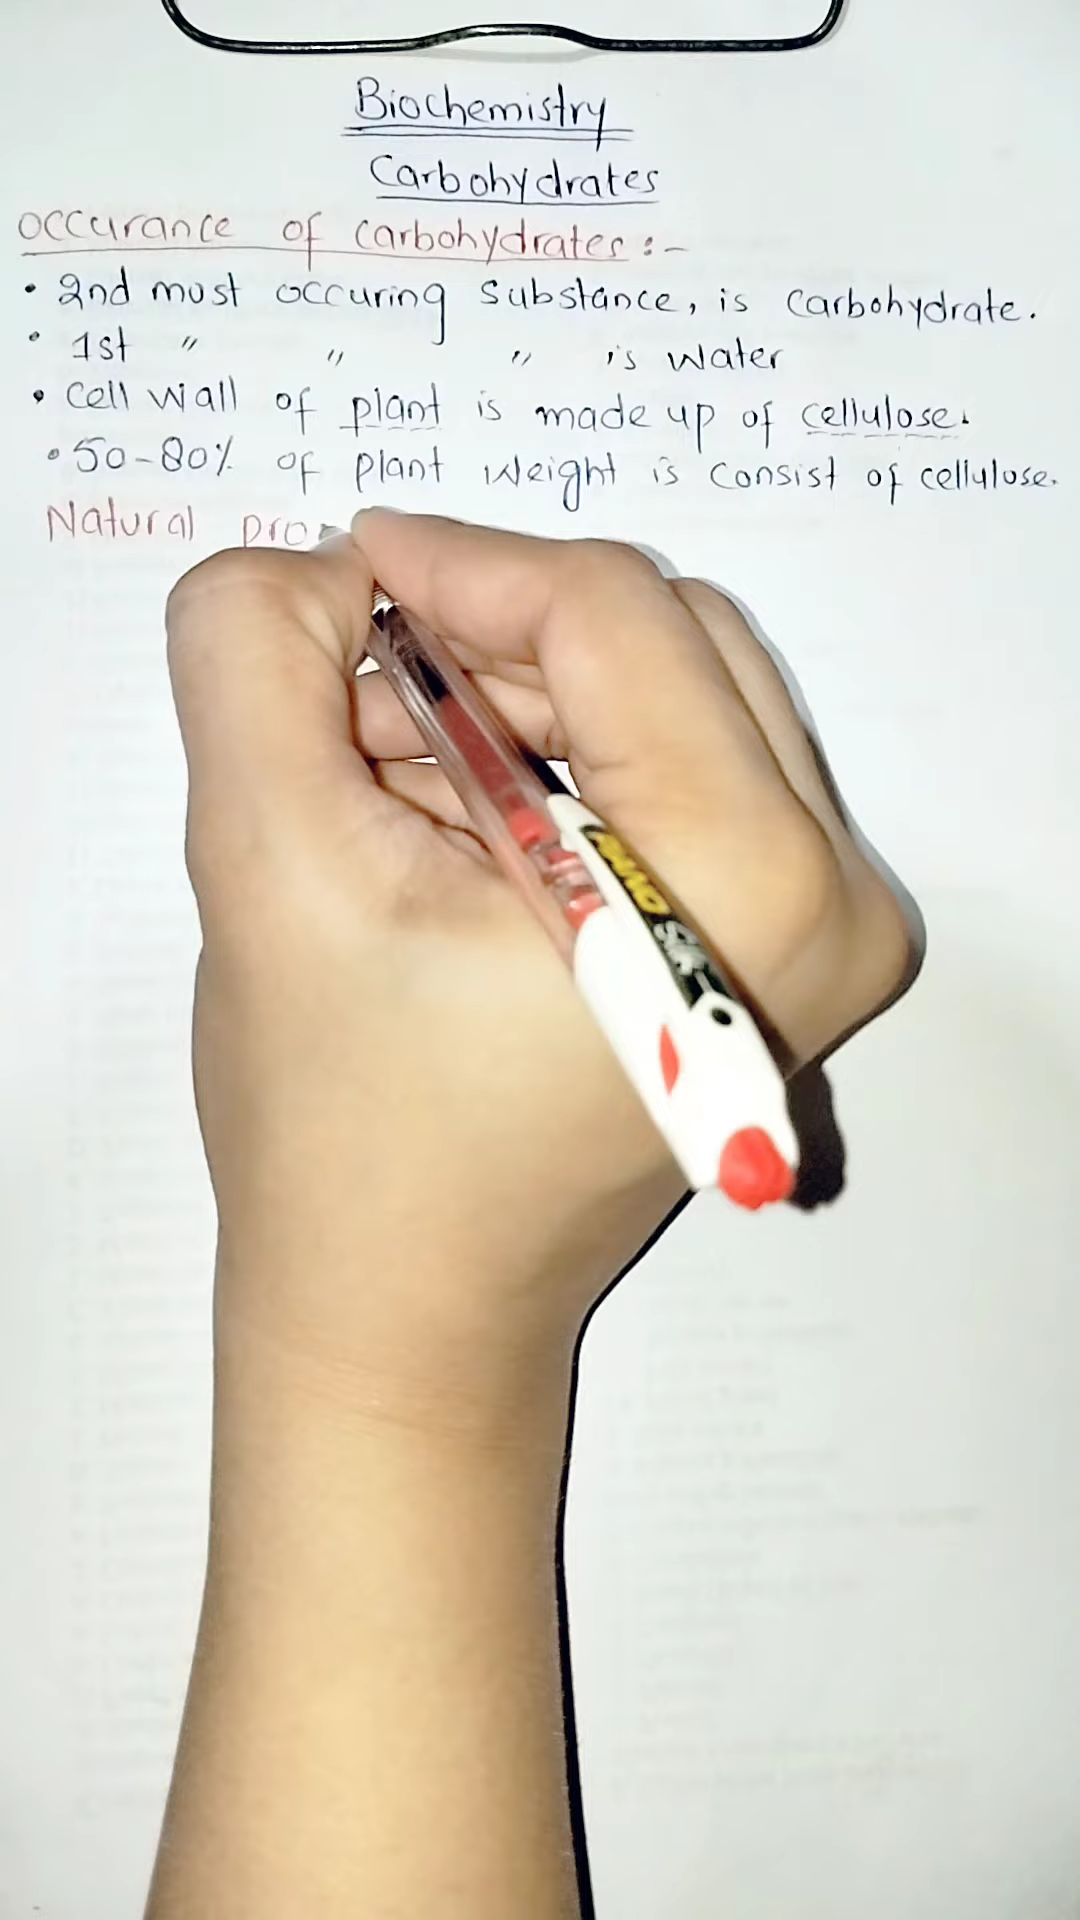 Biochemistry
Carbohydrates
Occurance of carbohydrates :-
• 2nd most occuring substance, is carbohydrate.
• 1st " " " is water
• Cell wall of plant is made up of cellulose.
• 50-80% of plant weight is consist of cellulose.
Natural